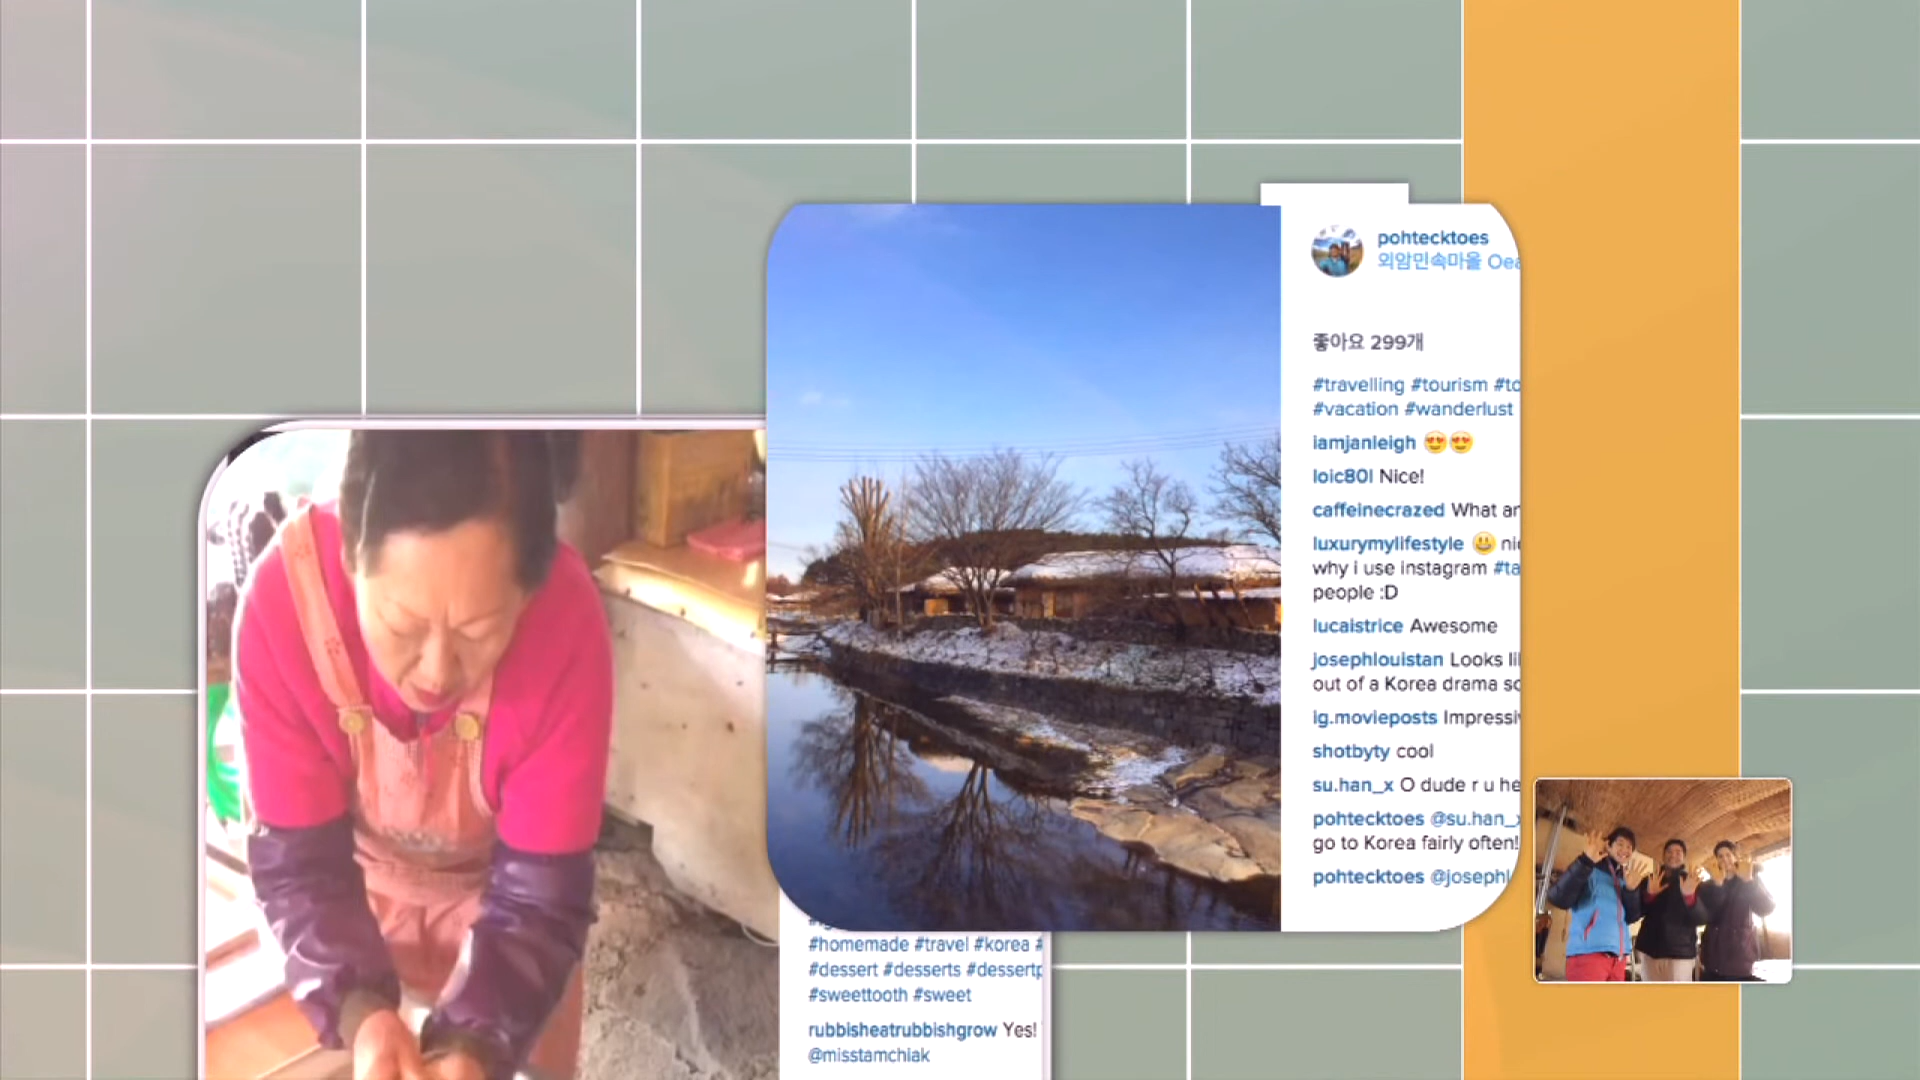 pohtecktoes
외암민속마을
좋아요 299개
#travelling #tourism
#vacation #wanderlust
iamjanleigh 😍😍
loic80l Nice!
caffeinecrazed What
luxurymylifestyle 😃
why i use instagram
people :D
lucaistrice Awesome
josephlouistan Looks
out of a Korea drama
ig.movieposts
shotbyty cool
su.han_x O dude r u
pohtecktoes
go to Korea fairly often!
pohtecktoes
#homemade #travel #korea
#dessert #desserts
#sweettooth #sweet
rubbisheatrubbishgrow Yes!
@misstamchiak